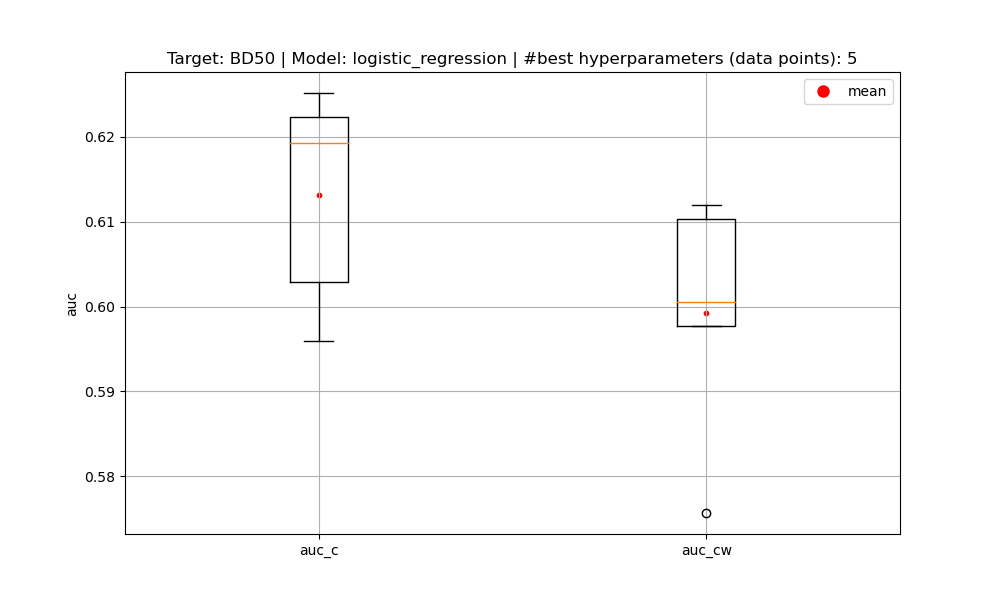 Target: BD50 | Model: logistic_regression | #best hyperparameters (data points): 5
mean
0.62
0.61
0.60
0.59
0.58
auc
auc_c
auc_cw